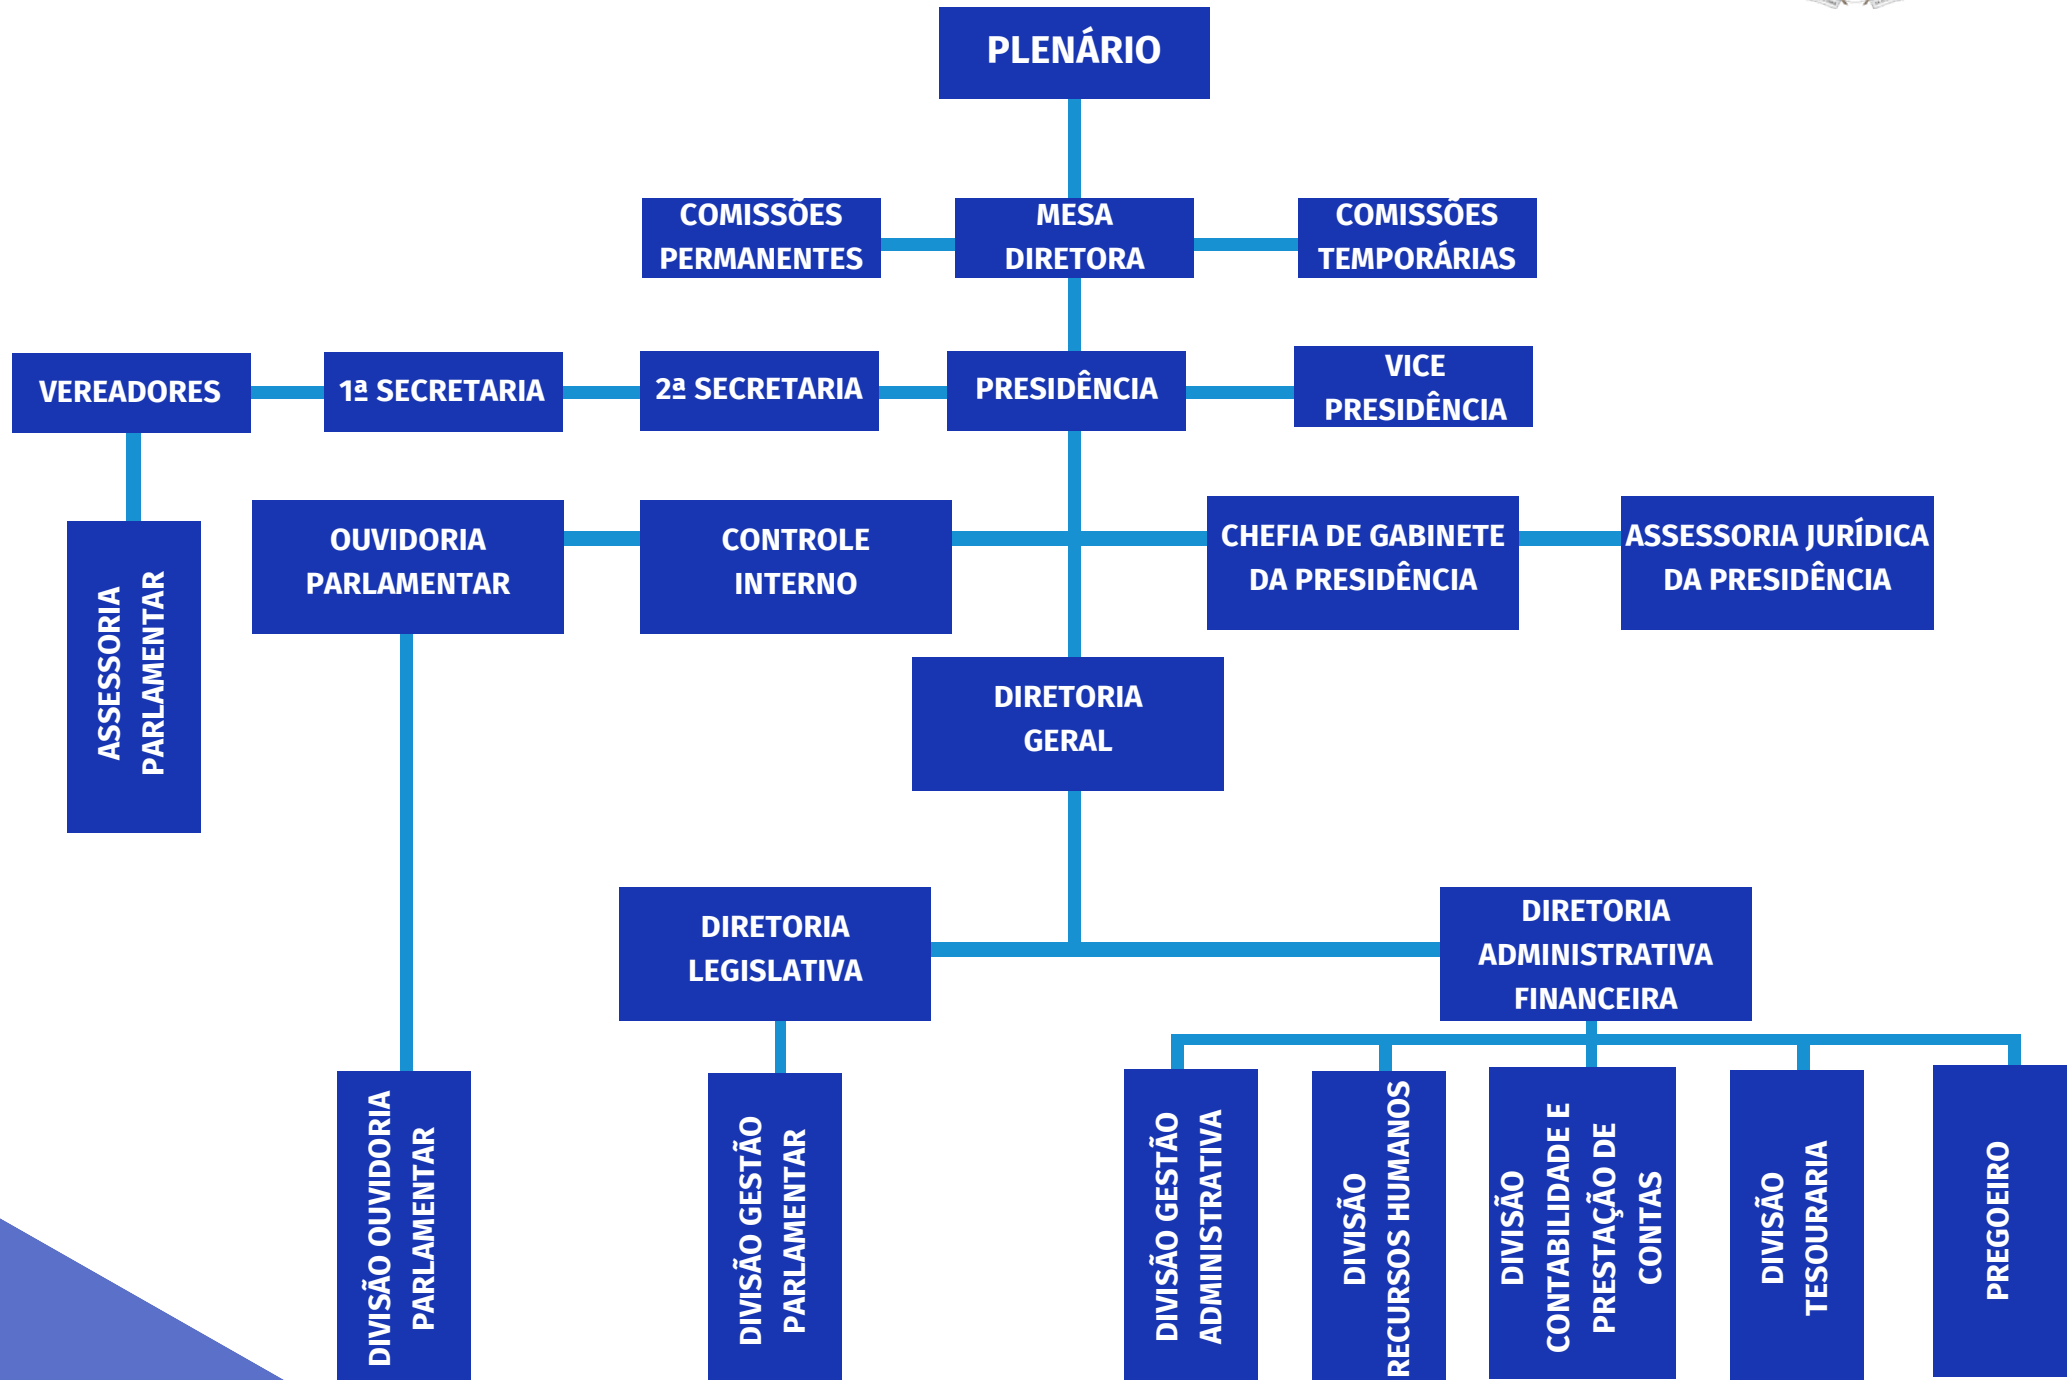 PLENÁRIO
COMISSÕES
PERMANENTES
MESA
DIRETORA
COMISSÕES
TEMPORÁRIAS
VEREADORES
1ª SECRETARIA
2ª SECRETARIA
PRESIDÊNCIA
VICE
PRESIDÊNCIA
ASSESSORIA
PARLAMENTAR
OUVIDORIA
PARLAMENTAR
CONTROLE
INTERNO
CHEFIA DE GABINETE
DA PRESIDÊNCIA
ASSESSORIA JURÍDICA
DA PRESIDÊNCIA
DIRETORIA
GERAL
DIRETORIA
LEGISLATIVA
DIRETORIA
ADMINISTRATIVA
FINANCEIRA
DIVISÃO OUVIDORIA
PARLAMENTAR
DIVISÃO GESTÃO
PARLAMENTAR
DIVISÃO GESTÃO
ADMINISTRATIVA
DIVISÃO
RECURSOS HUMANOS
DIVISÃO
CONTABILIDADE E
PRESTAÇÃO DE
CONTAS
DIVISÃO
TESOURARIA
PREGOEIRO